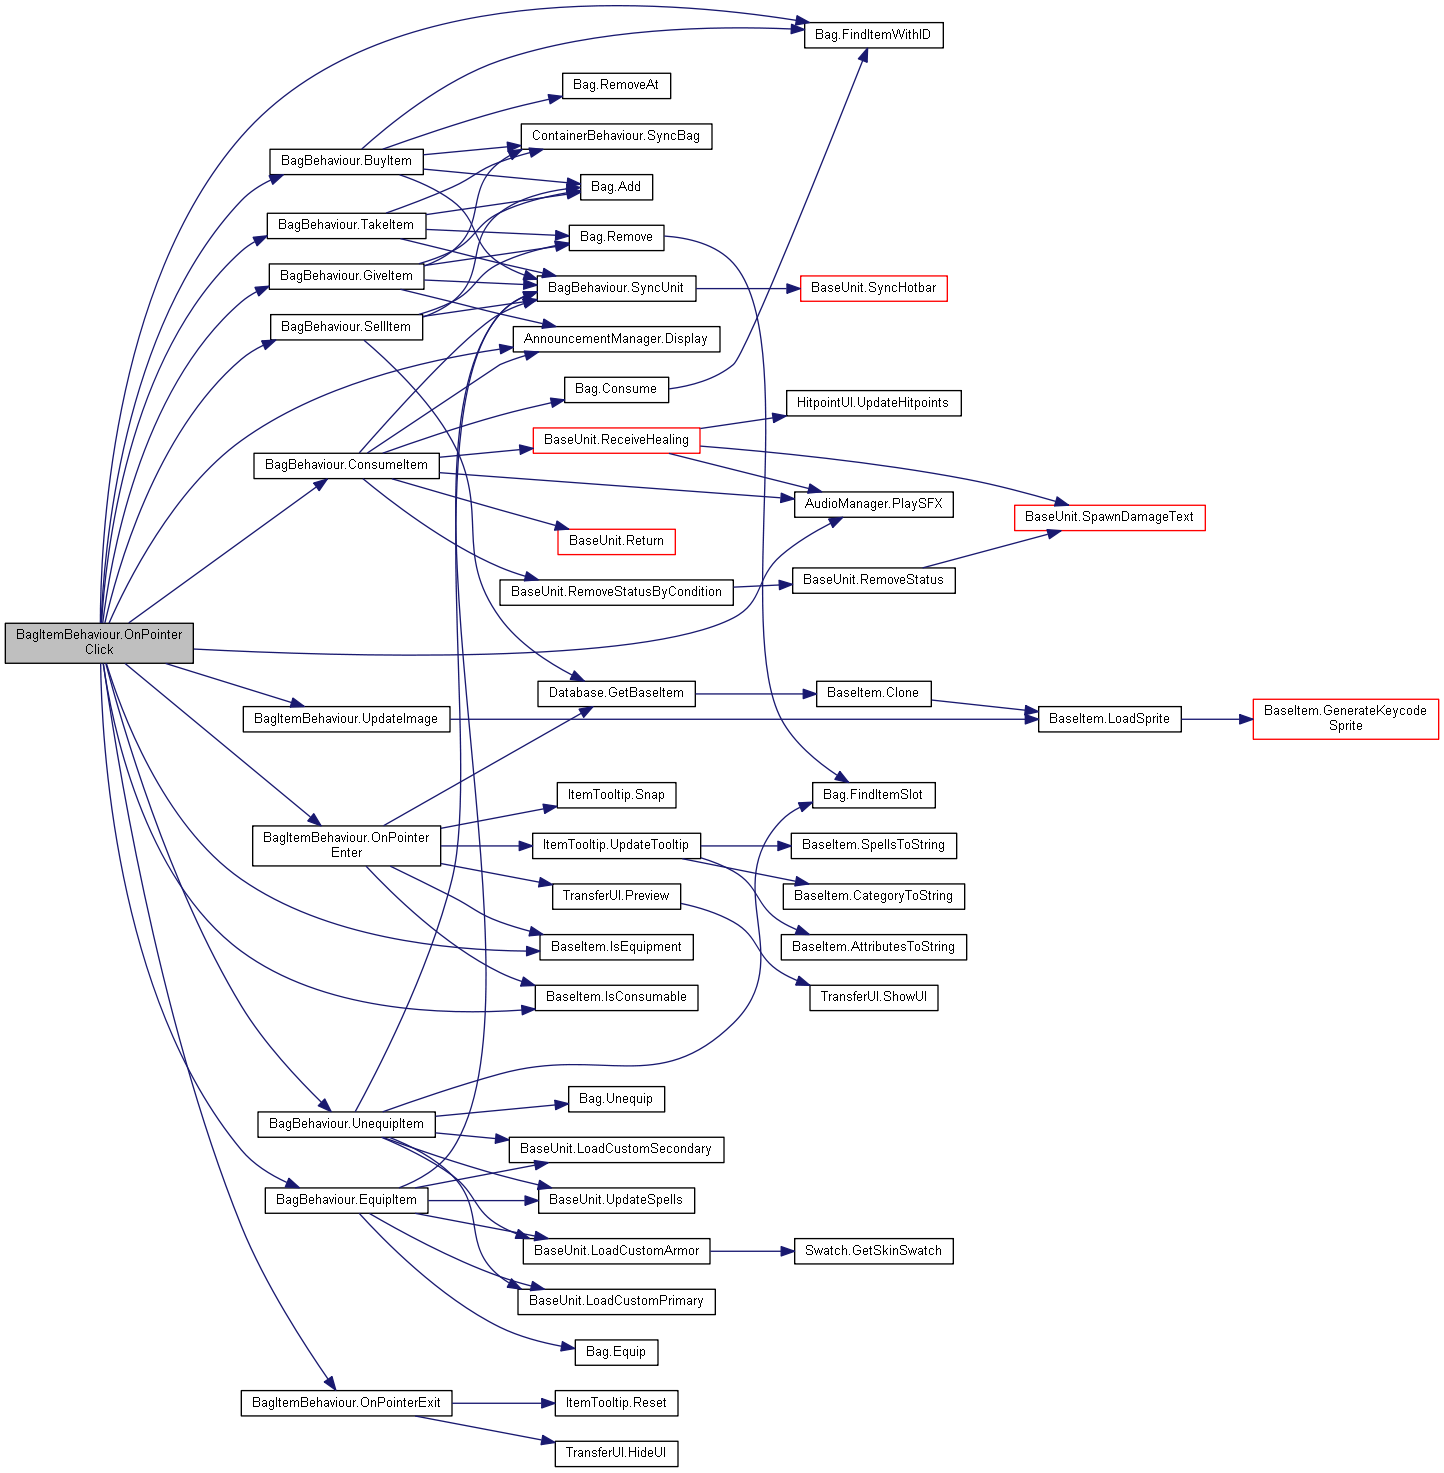 Bag.FindItemWithID
Bag.RemoveAt
ContainerBehaviour.SyncBag
BagBehaviour.BuyItem
Bag.Add
BagBehaviour.TakeItem
Bag.Remove
BagBehaviour.GiveItem
BagBehaviour.SyncUnit
BaseUnit.SyncHotbar
BagBehaviour.SellItem
AnnouncementManager.Display
Bag.Consume
HitpointUI.UpdateHitpoints
BaseUnit.ReceiveHealing
BagBehaviour.ConsumeItem
AudioManager.PlaySFX
BaseUnit.SpawnDamageText
BaseUnit.Return
BaseUnit.RemoveStatus
BaseUnit.RemoveStatusByCondition
BagItemBehaviour.OnPointer
Click
Database.GetBaseItem
BaseItem.Clone
BagItemBehaviour.UpdateImage
BaseItem.LoadSprite
BaseItem.GenerateKeycode
Sprite
ItemTooltip.Snap
Bag.FindItemSlot
BagItemBehaviour.OnPointer
Enter
ItemTooltip.UpdateTooltip
BaseItem.SpellsToString
TransferUI.Preview
BaseItem.CategoryToString
BaseItem.IsEquipment
BaseItem.AttributesToString
BaseItem.IsConsumable
TransferUI.ShowUI
Bag.Unequip
BagBehaviour.UnequipItem
BaseUnit.LoadCustomSecondary
BagBehaviour.EquipItem
BaseUnit.UpdateSpells
BaseUnit.LoadCustomArmor
Swatch.GetSkinSwatch
BaseUnit.LoadCustomPrimary
Bag.Equip
BagItemBehaviour.OnPointerExit
ItemTooltip.Reset
TransferUI.HideUI